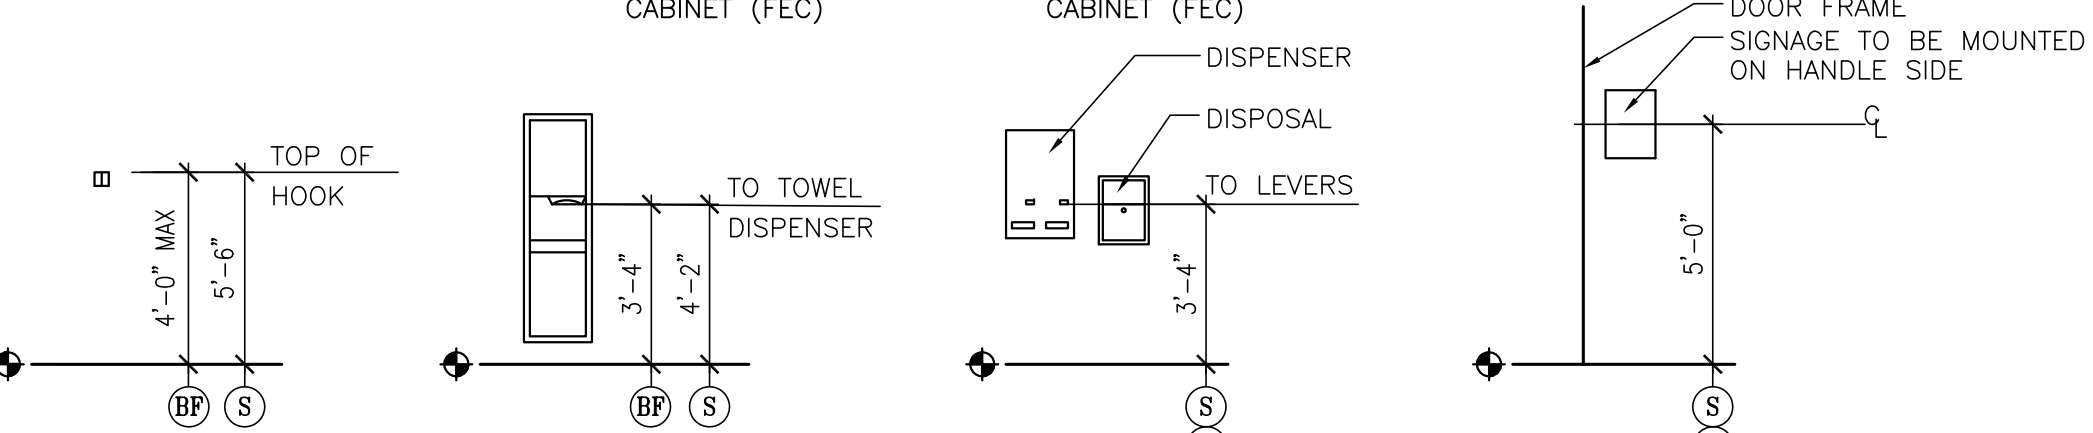 CABINET (FEC)
CABINET (FEC)
DOOR FRAME
SIGNAGE TO BE MOUNTED
ON HANDLE SIDE
DISPENSER
DISPOSAL
CL
TOP OF
HOOK
TO TOWEL
DISPENSER
TO LEVERS
4'-0" MAX
5'-6"
3'-4"
4'-2"
3'-4"
5'-0"
BF
S
BF
S
S
S